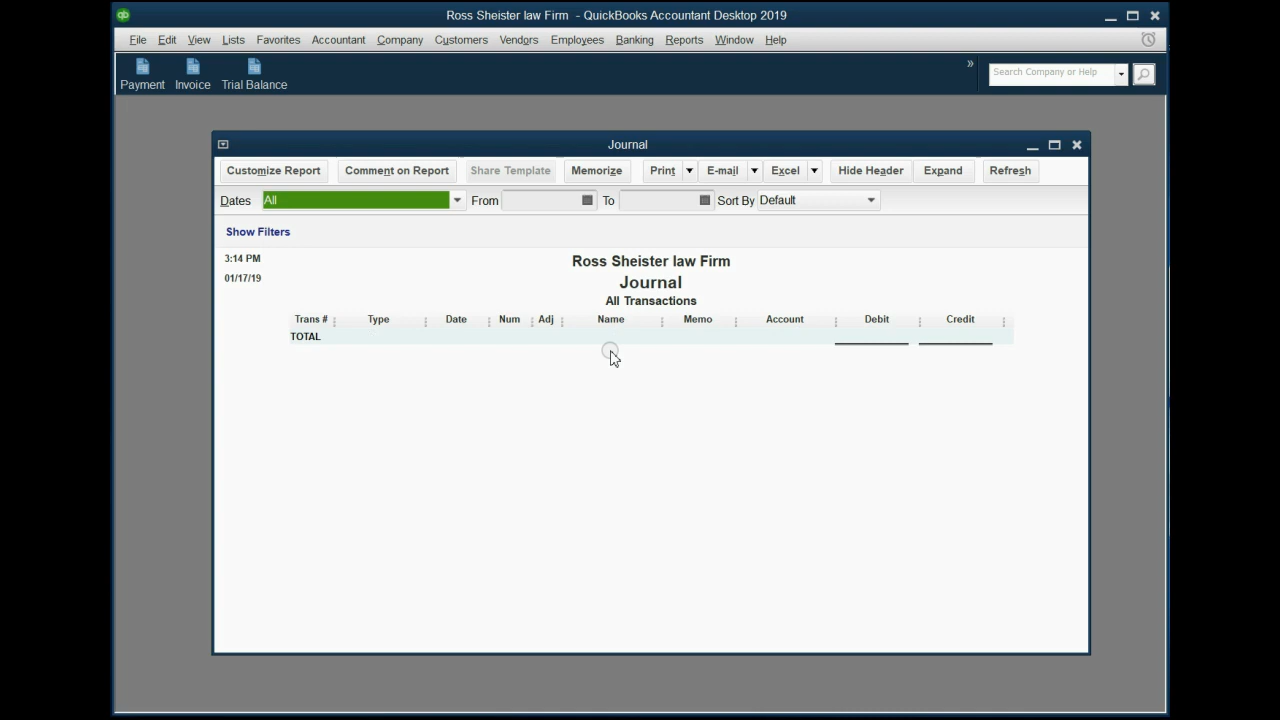 Ross Sheister law Firm - QuickBooks Accountant Desktop 2019
File Edit View Lists Favorites Accountant Company Customers Vendors Employees Banking Reports Window Help
Payment Invoice Trial Balance » Search Company or Help
Journal
Customize Report Comment on Report Share Template Memorize Print E-mail Excel Hide Header Expand Refresh
Dates All From To Sort By Default
Show Filters
3:14 PM Ross Sheister law Firm
01/17/19 Journal
All Transactions
Trans # Type Date Num Adj Name Memo Account Debit Credit
TOTAL